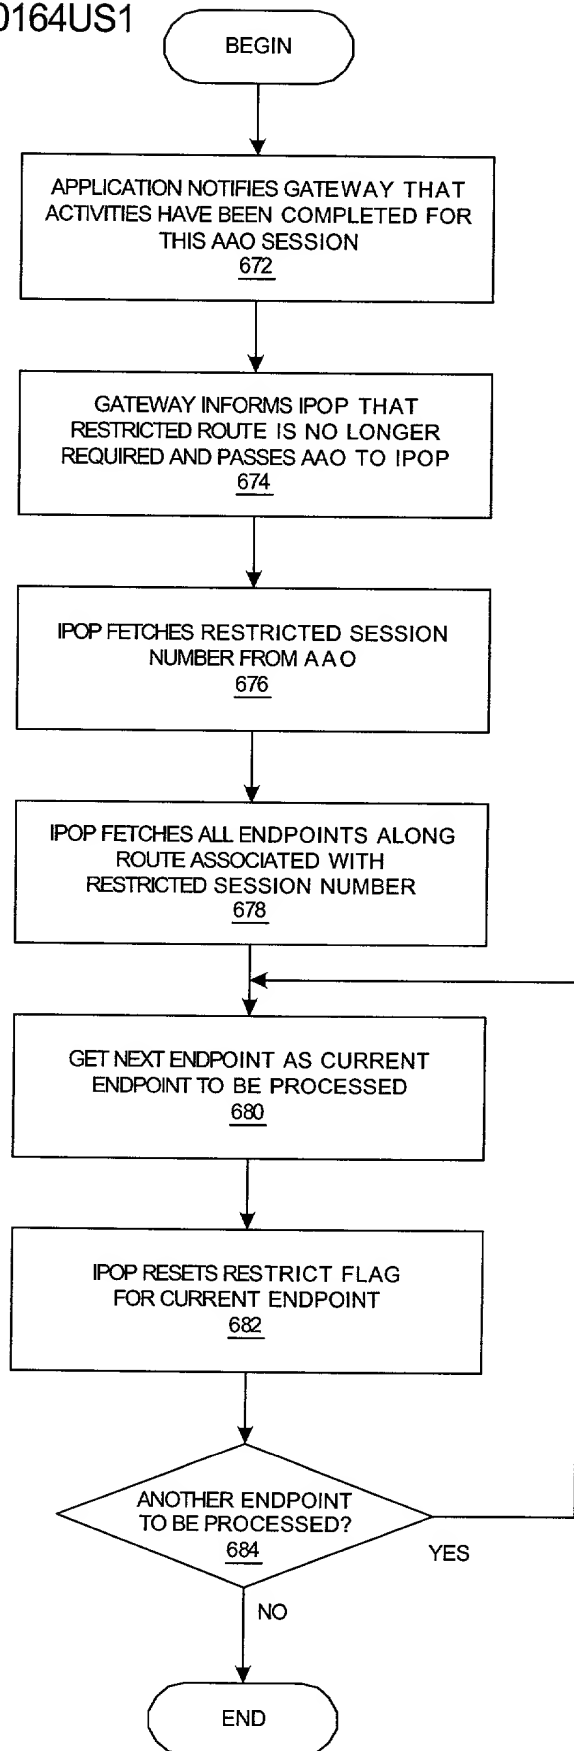 0164US1
BEGIN
APPLICATION NOTIFIES GATEWAY THAT
ACTIVITIES HAVE BEEN COMPLETED FOR
THIS AAO SESSION
672
GATEWAY INFORMS IPOP THAT
RESTRICTED ROUTE IS NO LONGER
REQUIRED AND PASSES AAO TO IPOP
674
IPOP FETCHES RESTRICTED SESSION
NUMBER FROM AAO
676
IPOP FETCHES ALL ENDPOINTS ALONG
ROUTE ASSOCIATED WITH
RESTRICTED SESSION NUMBER
678
GET NEXT ENDPOINT AS CURRENT
ENDPOINT TO BE PROCESSED
680
IPOP RESETS RESTRICT FLAG
FOR CURRENT ENDPOINT
682
ANOTHER ENDPOINT
TO BE PROCESSED?
684
YES
NO
END